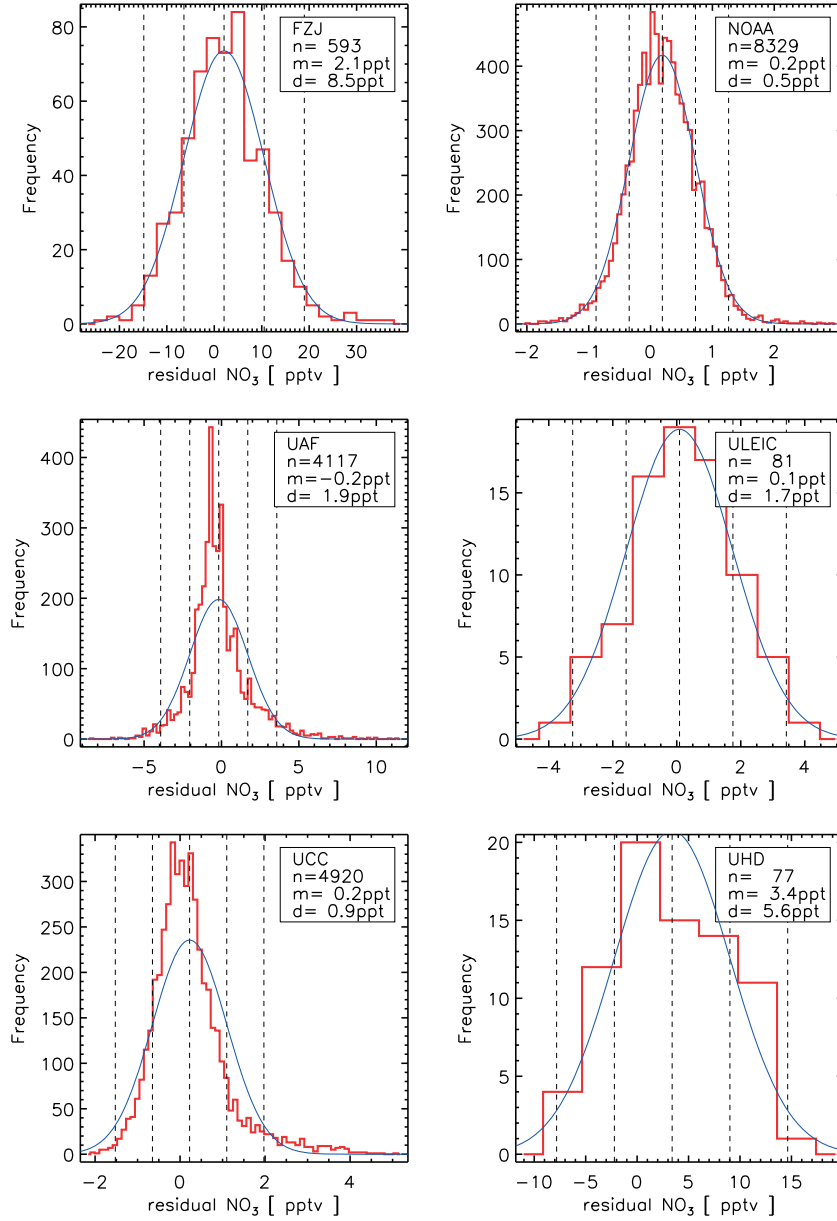 FZJ
n= 593
m= 2.1ppt
d= 8.5ppt
80
60
40
20
0
Frequency
−20 −10 0 10 20 30
residual NO₃ [ pptv ]
NOAA
n=8329
m= 0.2ppt
d= 0.5ppt
400
300
200
100
0
Frequency
−2 −1 0 1 2
residual NO₃ [ pptv ]
UAF
n=4117
m=−0.2ppt
d= 1.9ppt
400
300
200
100
0
Frequency
−5 0 5 10
residual NO₃ [ pptv ]
ULEIC
n= 81
m= 0.1ppt
d= 1.7ppt
15
10
5
0
Frequency
−4 −2 0 2 4
residual NO₃ [ pptv ]
UCC
n=4920
m= 0.2ppt
d= 0.9ppt
300
250
200
150
100
50
0
Frequency
−2 0 2 4
residual NO₃ [ pptv ]
UHD
n= 77
m= 3.4ppt
d= 5.6ppt
20
15
10
5
0
Frequency
−10 −5 0 5 10 15
residual NO₃ [ pptv ]